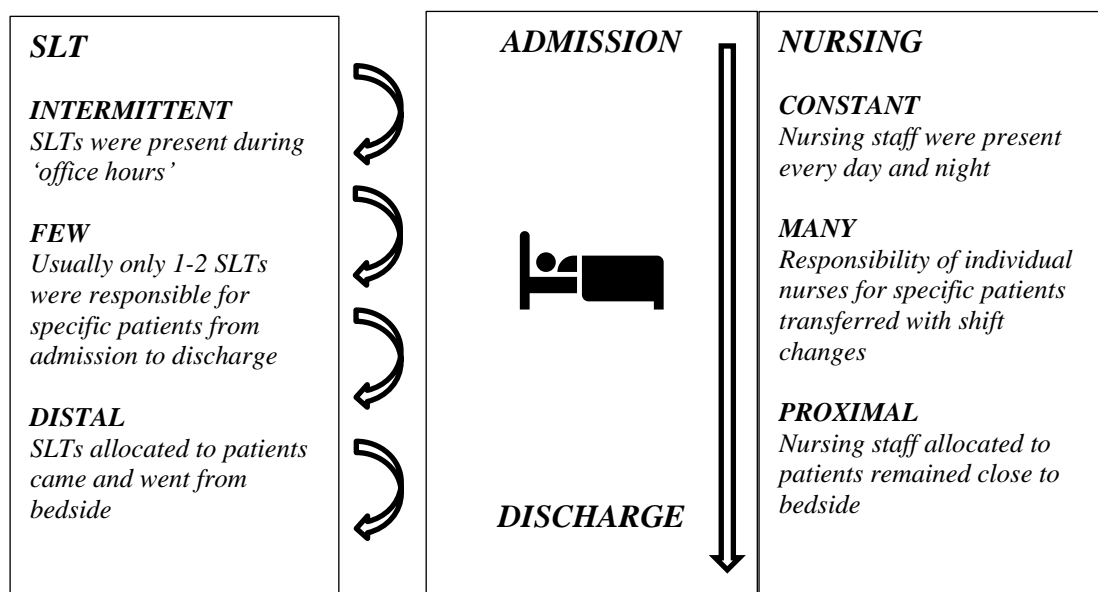 SLT
INTERMITTENT
SLTs were present during
‘office hours’
FEW
Usually only 1-2 SLTs
were responsible for
specific patients from
admission to discharge
DISTAL
SLTs allocated to patients
came and went from
bedside
ADMISSION
DISCHARGE
NURSING
CONSTANT
Nursing staff were present
every day and night
MANY
Responsibility of individual
nurses for specific patients
transferred with shift
changes
PROXIMAL
Nursing staff allocated to
patients remained close to
bedside